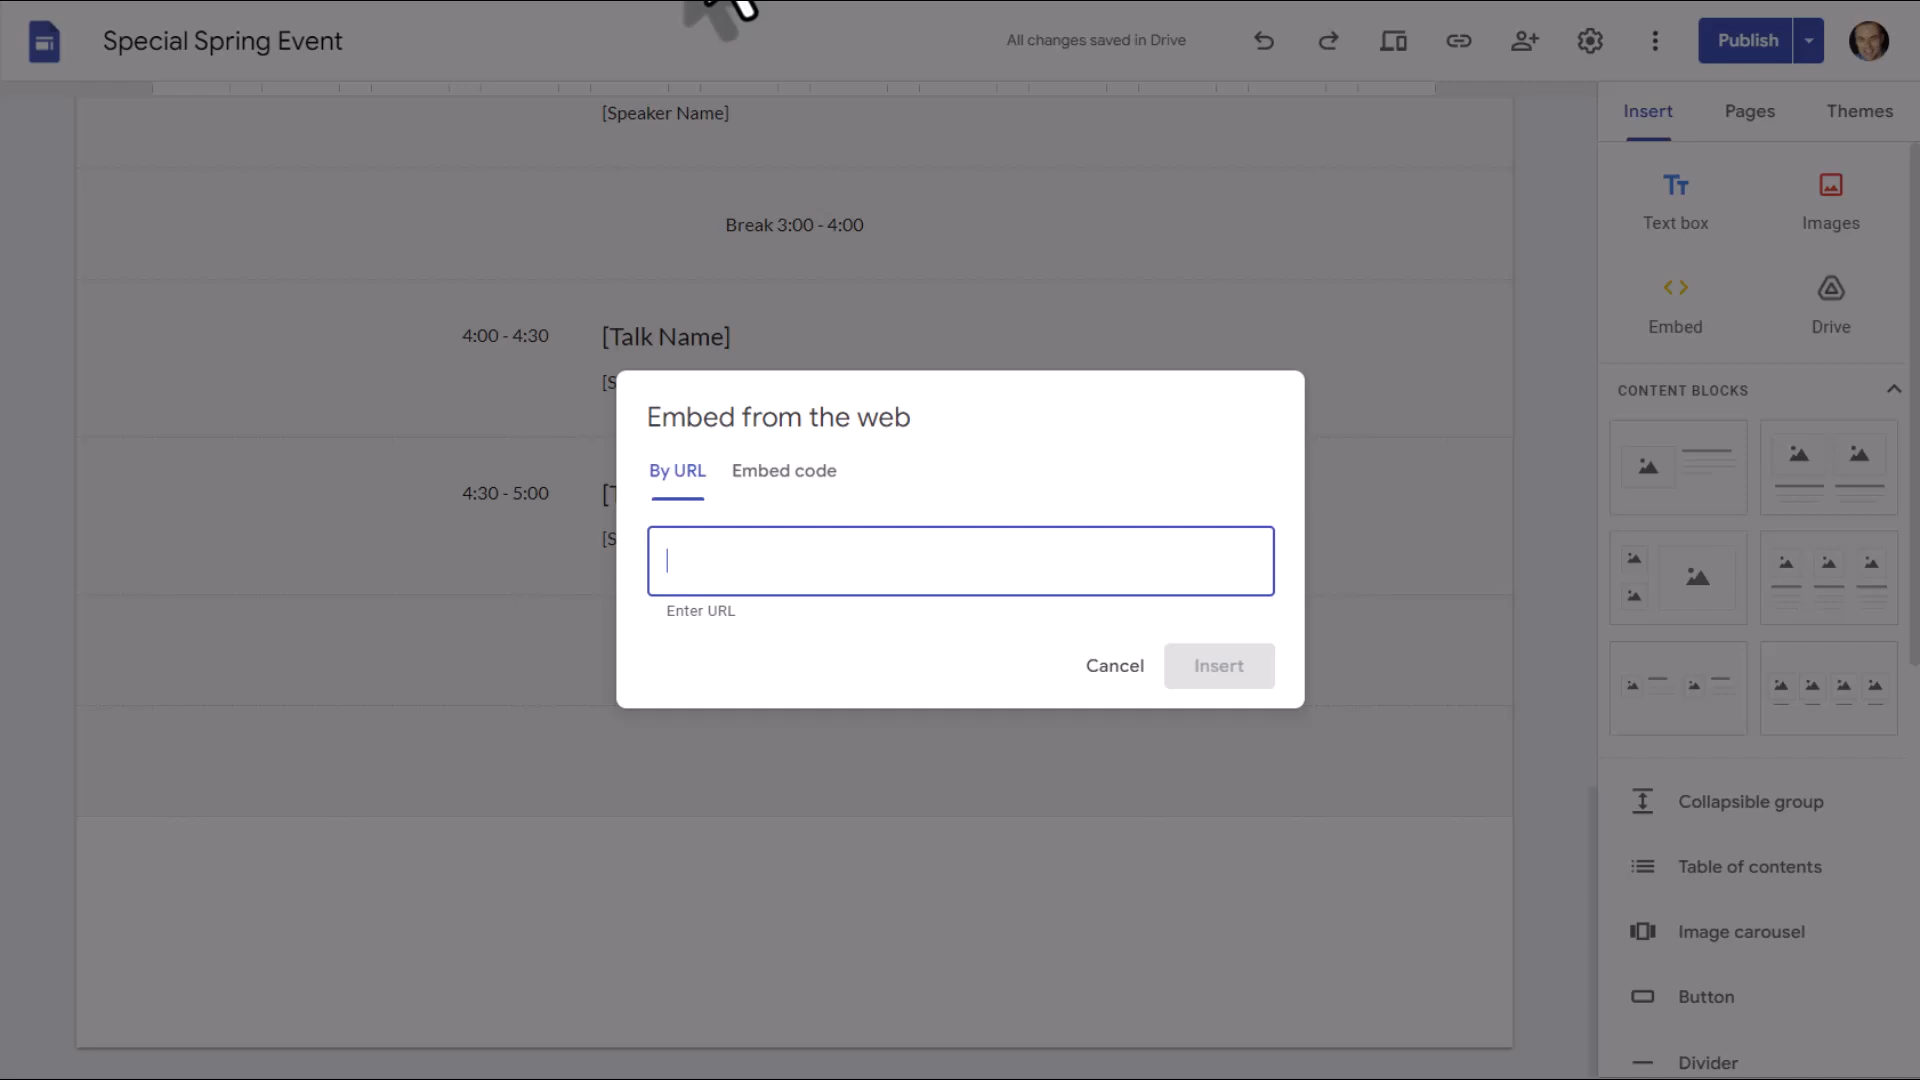 Special Spring Event
All changes saved in Drive
Publish
Insert
Pages
Themes
[Speaker Name]
Break 3:00 - 4:00
4:00 - 4:30
[Talk Name]
[S
4:30 - 5:00
[T
[S
Embed from the web
By URL
Embed code
Enter URL
Cancel
Insert
Text box
Images
Embed
Drive
CONTENT BLOCKS
Collapsible group
Table of contents
Image carousel
Button
Divider